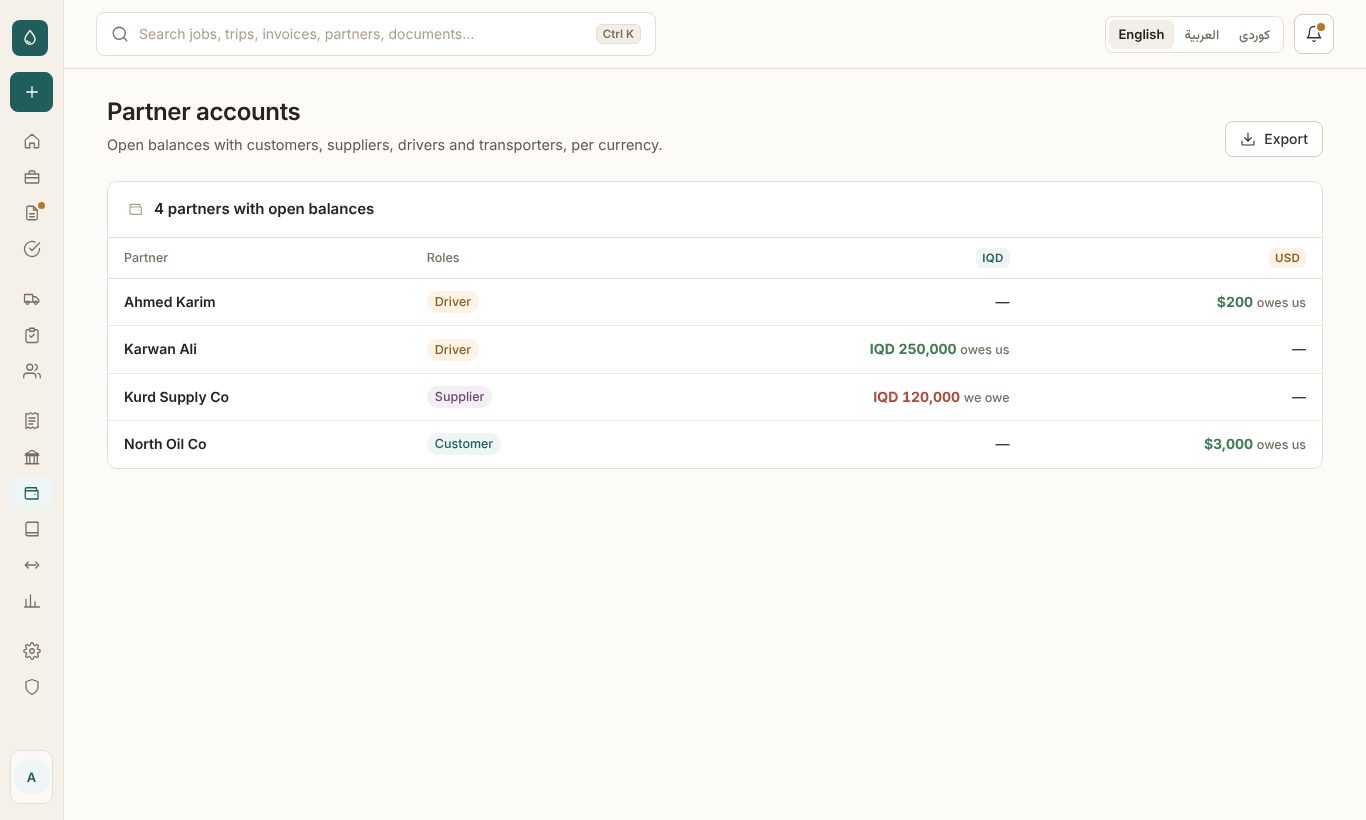 Search jobs, trips, invoices, partners, documents... Ctrl K
English العربية کوردی
Partner accounts
Open balances with customers, suppliers, drivers and transporters, per currency.
Export
4 partners with open balances
Partner Roles IQD USD
Ahmed Karim Driver — $200 owes us
Karwan Ali Driver IQD 250,000 owes us —
Kurd Supply Co Supplier IQD 120,000 we owe —
North Oil Co Customer — $3,000 owes us
A